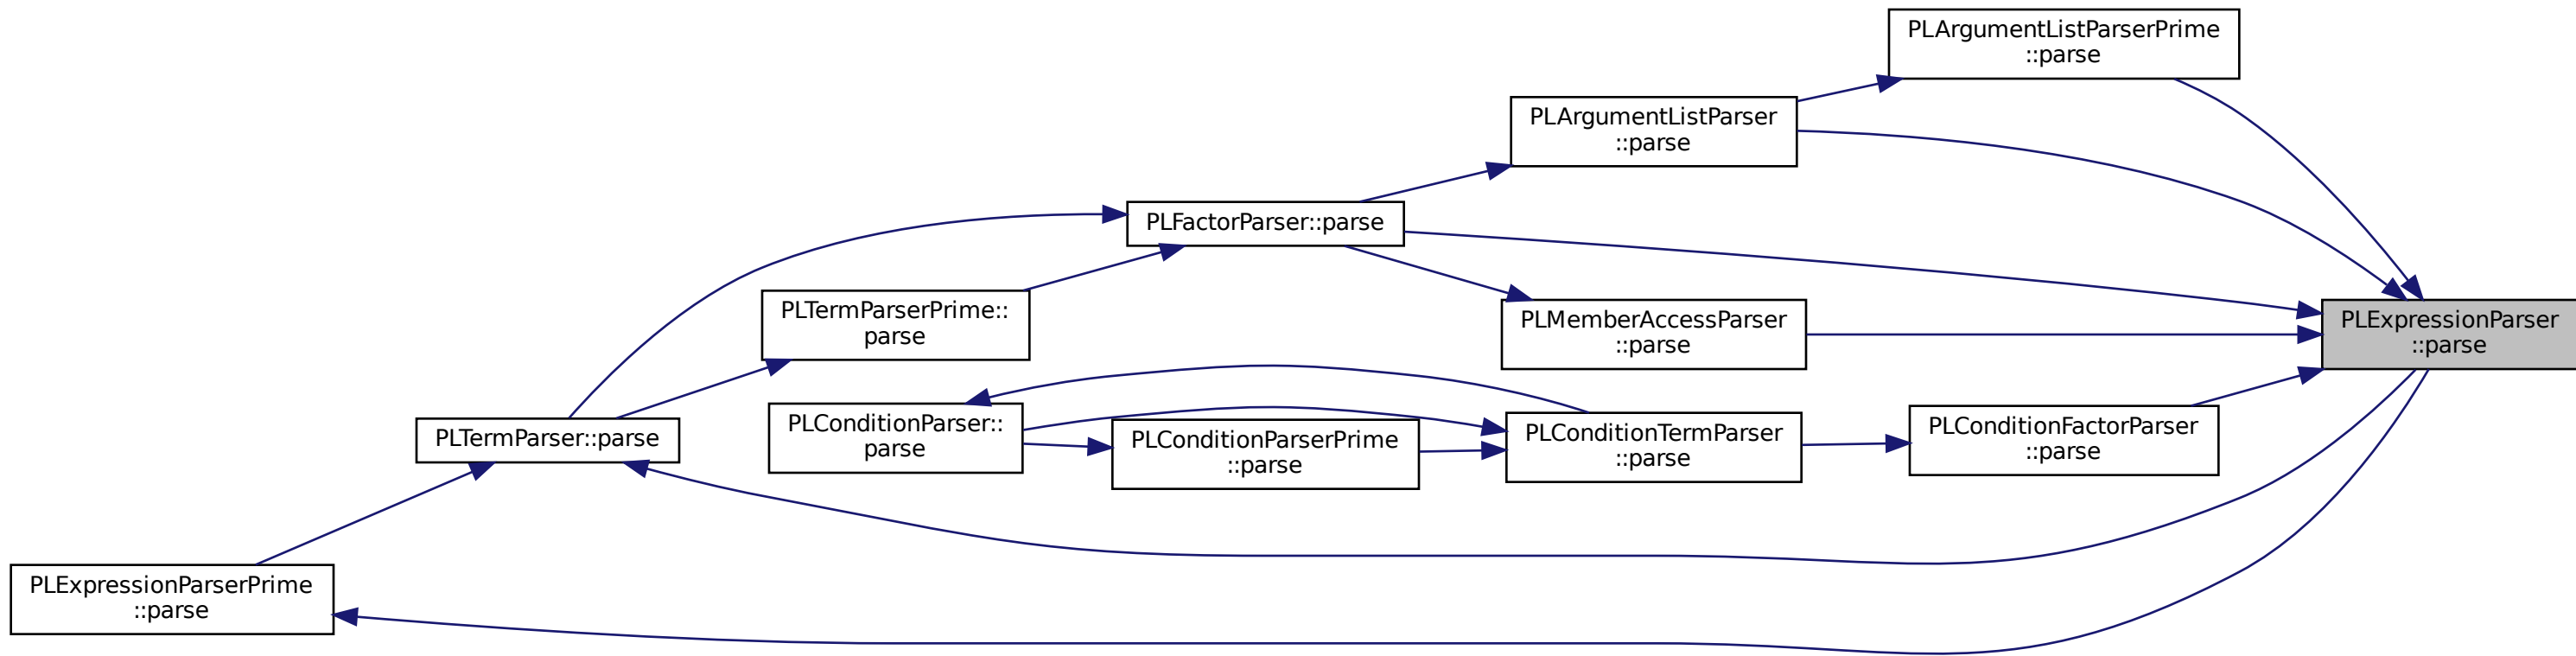 PLArgumentListParserPrime
::parse
PLArgumentListParser
::parse
PLFactorParser::parse
PLTermParserPrime::
parse
PLMemberAccessParser
::parse
PLExpressionParser
::parse
PLTermParser::parse
PLConditionParser::
parse
PLConditionParserPrime
::parse
PLConditionTermParser
::parse
PLConditionFactorParser
::parse
PLExpressionParserPrime
::parse